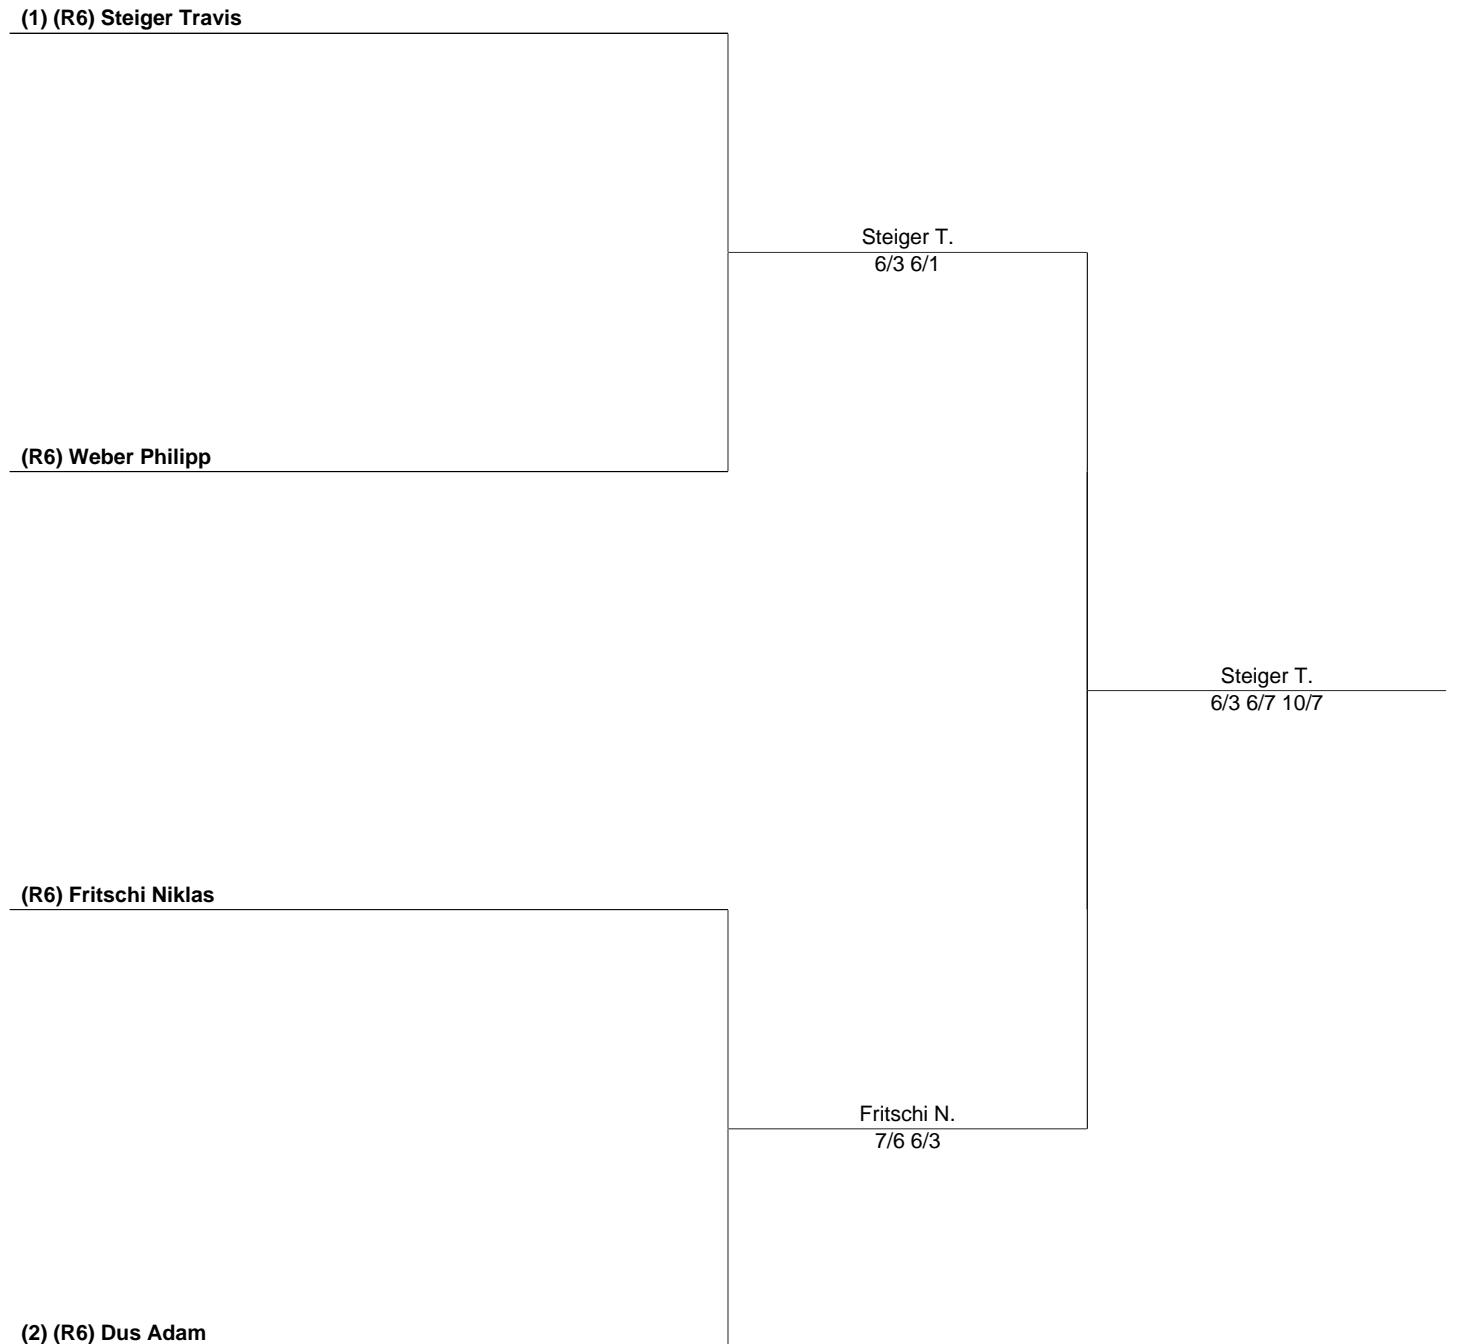 (1) (R6) Steiger Travis
Steiger T.
6/3 6/1
(R6) Weber Philipp
Steiger T.
6/3 6/7 10/7
(R6) Fritschi Niklas
Fritschi N.
7/6 6/3
(2) (R6) Dus Adam